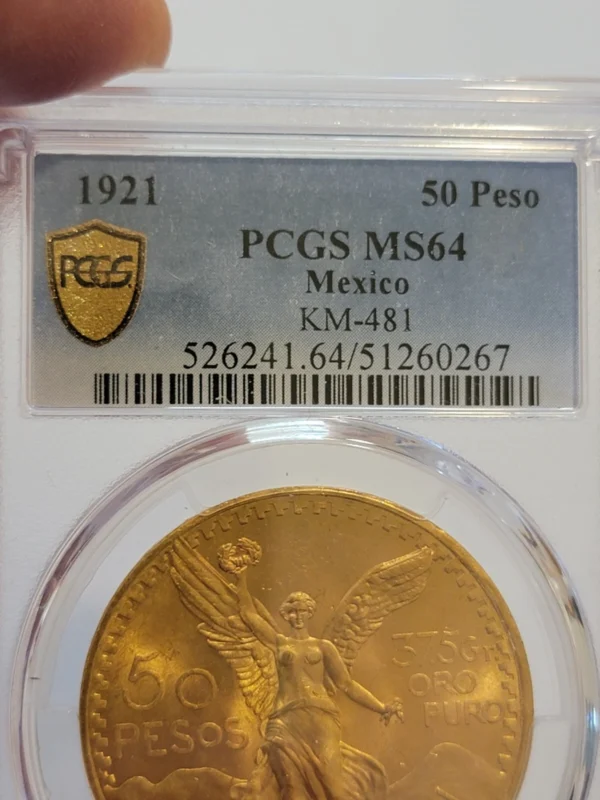 1921 50 Peso
PCGS
PCGS MS64
Mexico
KM-481
526241.64/51260267
50
PESOS
37.5 Gr.
ORO
PURO